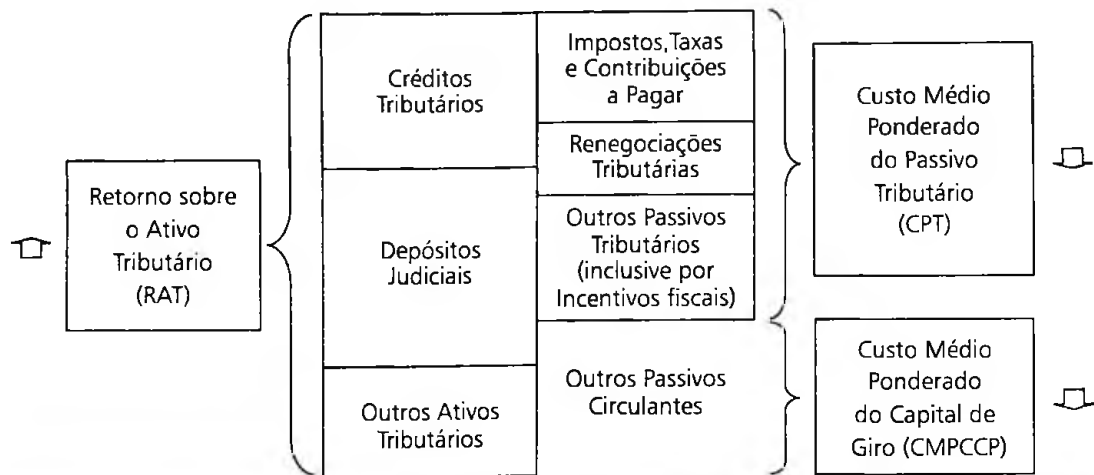 Retorno sobre
o Ativo
Tributário
(RAT)
Créditos
Tributários
Depósitos
Judiciais
Outros Ativos
Tributários
Impostos, Taxas
e Contribuições
a Pagar
Renegociações
Tributárias
Outros Passivos
Tributários
(inclusive por
Incentivos fiscais)
Outros Passivos
Circulantes
Custo Médio
Ponderado
do Passivo
Tributário
(CPT)
Custo Médio
Ponderado
do Capital de
Giro (CMPCCP)